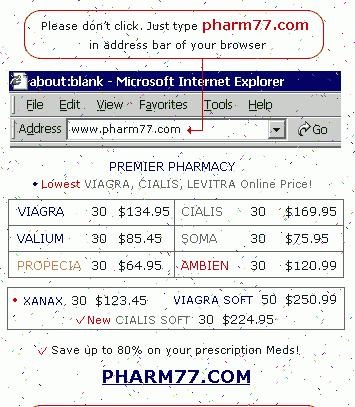 Please don't click. Just type pharm77.com
in address bar of your browser
about:blank - Microsoft Internet Explorer
File Edit View Favorites Tools Help
Address www.pharm77.com Go
PREMIER PHARMACY
• Lowest VIAGRA, CIALIS, LEVITRA Online Price!
VIAGRA 30 $134.95 CIALIS 30 $169.95
VALIUM 30 $85.45 SOMA 30 $75.95
PROPECIA 30 $64.95 AMBIEN 30 $120.99
• XANAX 30 $123.45 VIAGRA SOFT 50 $250.99
✓ New CIALIS SOFT 30 $224.95
✓ Save up to 80% on your prescription Meds!
PHARM77.COM